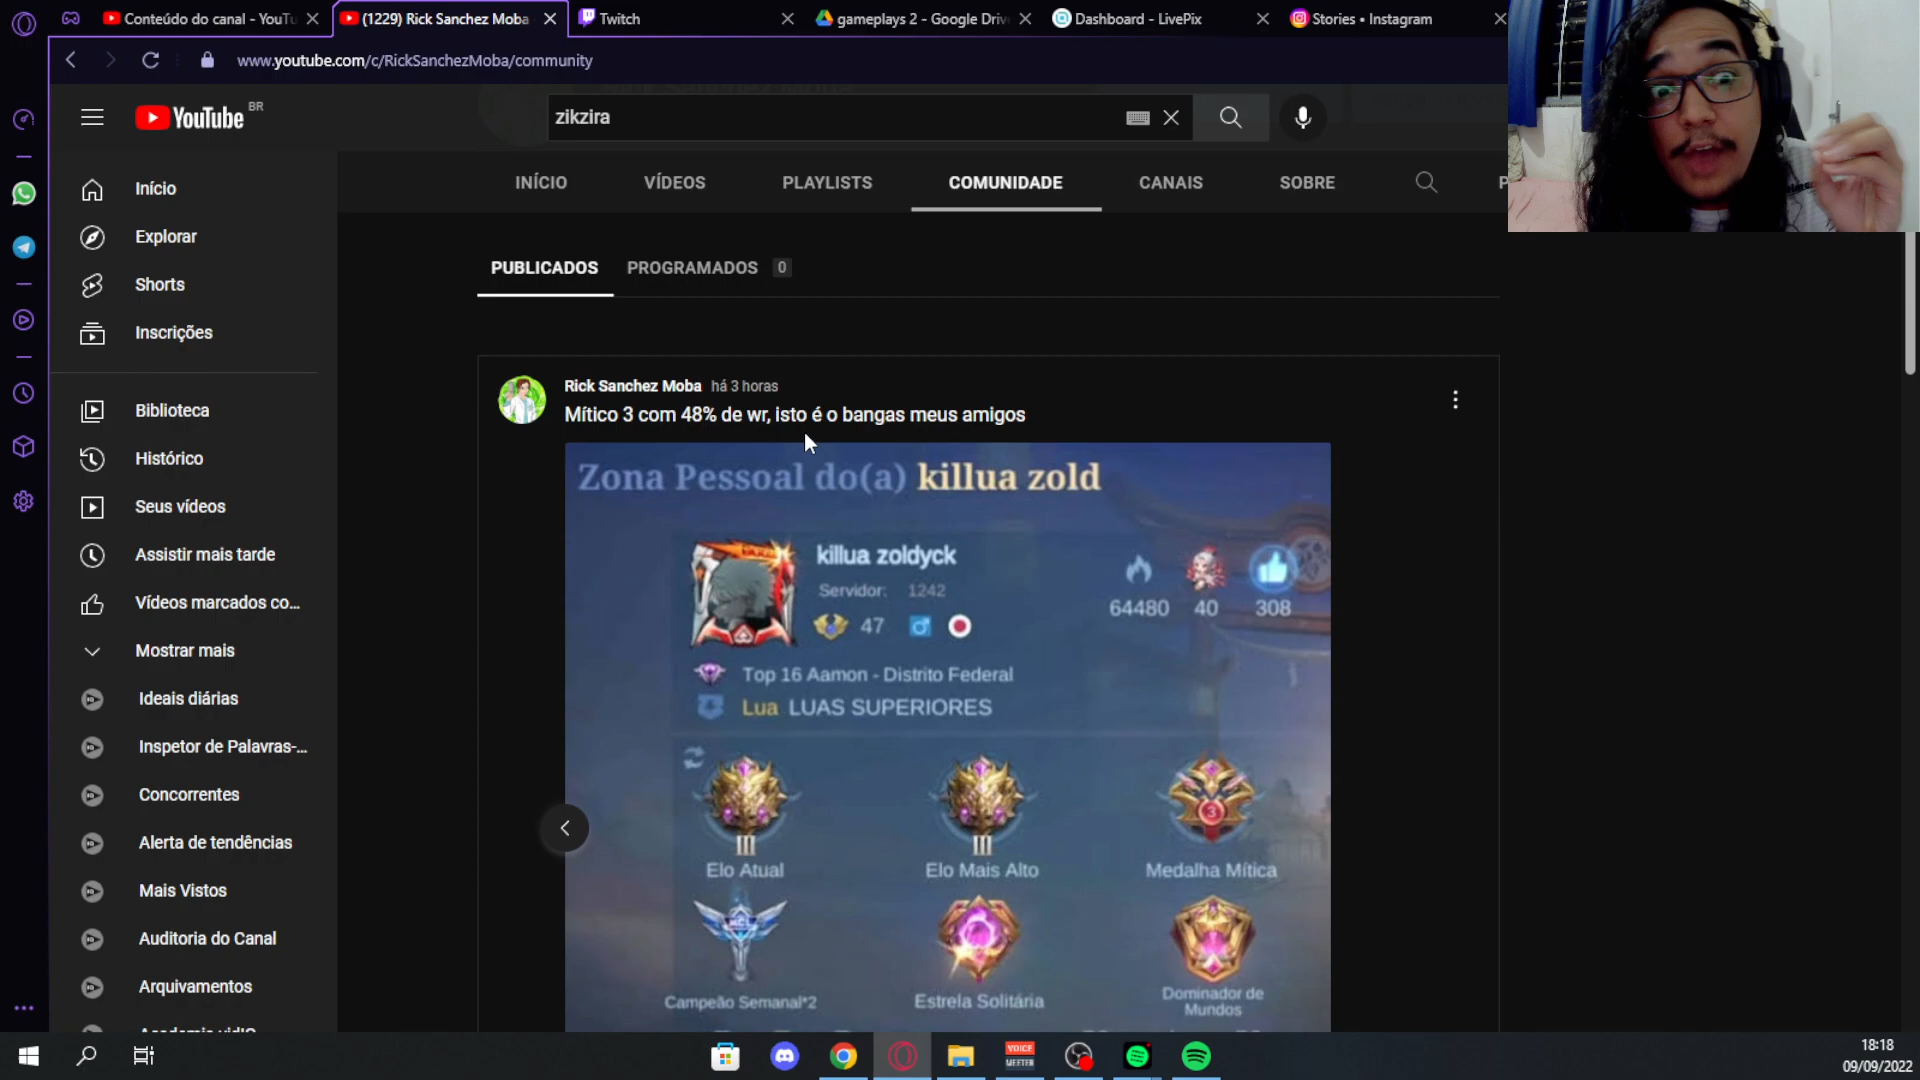 Conteúdo do canal - YouTu
(1229) Rick Sanchez Moba
Twitch
gameplays 2 - Google Driv
Dashboard - LivePix
Stories • Instagram
www.youtube.com/c/RickSanchezMoba/community
YouTube BR
zikzira
INÍCIO
VÍDEOS
PLAYLISTS
COMUNIDADE
CANAIS
SOBRE
Início
Explorar
Shorts
Inscrições
Biblioteca
Histórico
Seus vídeos
Assistir mais tarde
Vídeos marcados co...
Mostrar mais
Ideais diárias
Inspetor de Palavras-...
Concorrentes
Alerta de tendências
Mais Vistos
Auditoria do Canal
Arquivamentos
PUBLICADOS
PROGRAMADOS 0
Rick Sanchez Moba há 3 horas
Mítico 3 com 48% de wr, isto é o bangas meus amigos
Zona Pessoal do(a) killua zold
killua zoldyck
Servidor: 1242
47
64480 40 308
Top 16 Aamon - Distrito Federal
Lua LUAS SUPERIORES
III
III
3
Elo Atual
Elo Mais Alto
Medalha Mítica
Campeão Semanal*2
Estrela Solitária
Dominador de
Mundos
VOICE
MEETER
18:18
09/09/2022